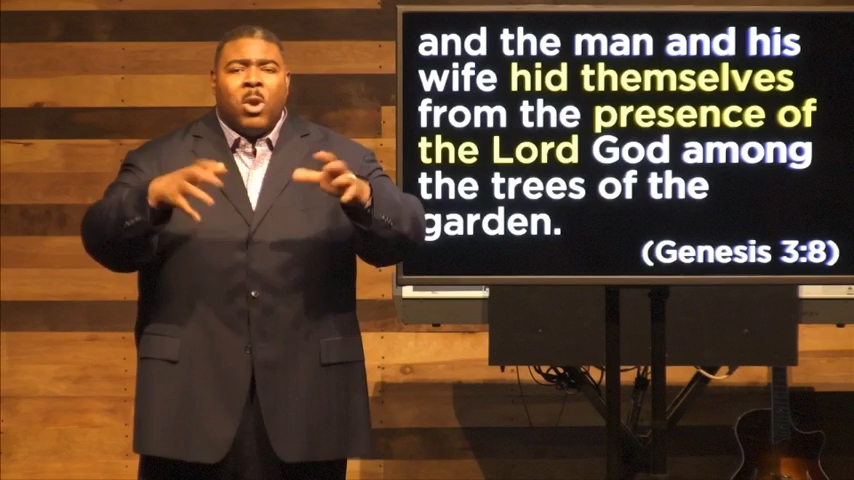 and the man and his
wife hid themselves
from the presence of
the Lord God among
the trees of the
garden.
(Genesis 3:8)